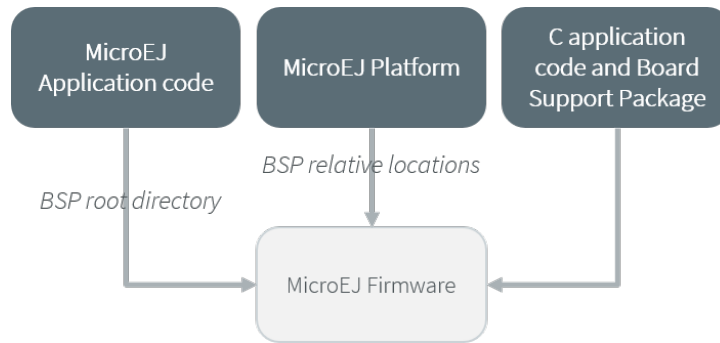 MicroEJ
Application code
MicroEJ Platform
C application
code and Board
Support Package
BSP relative locations
BSP root directory
MicroEJ Firmware